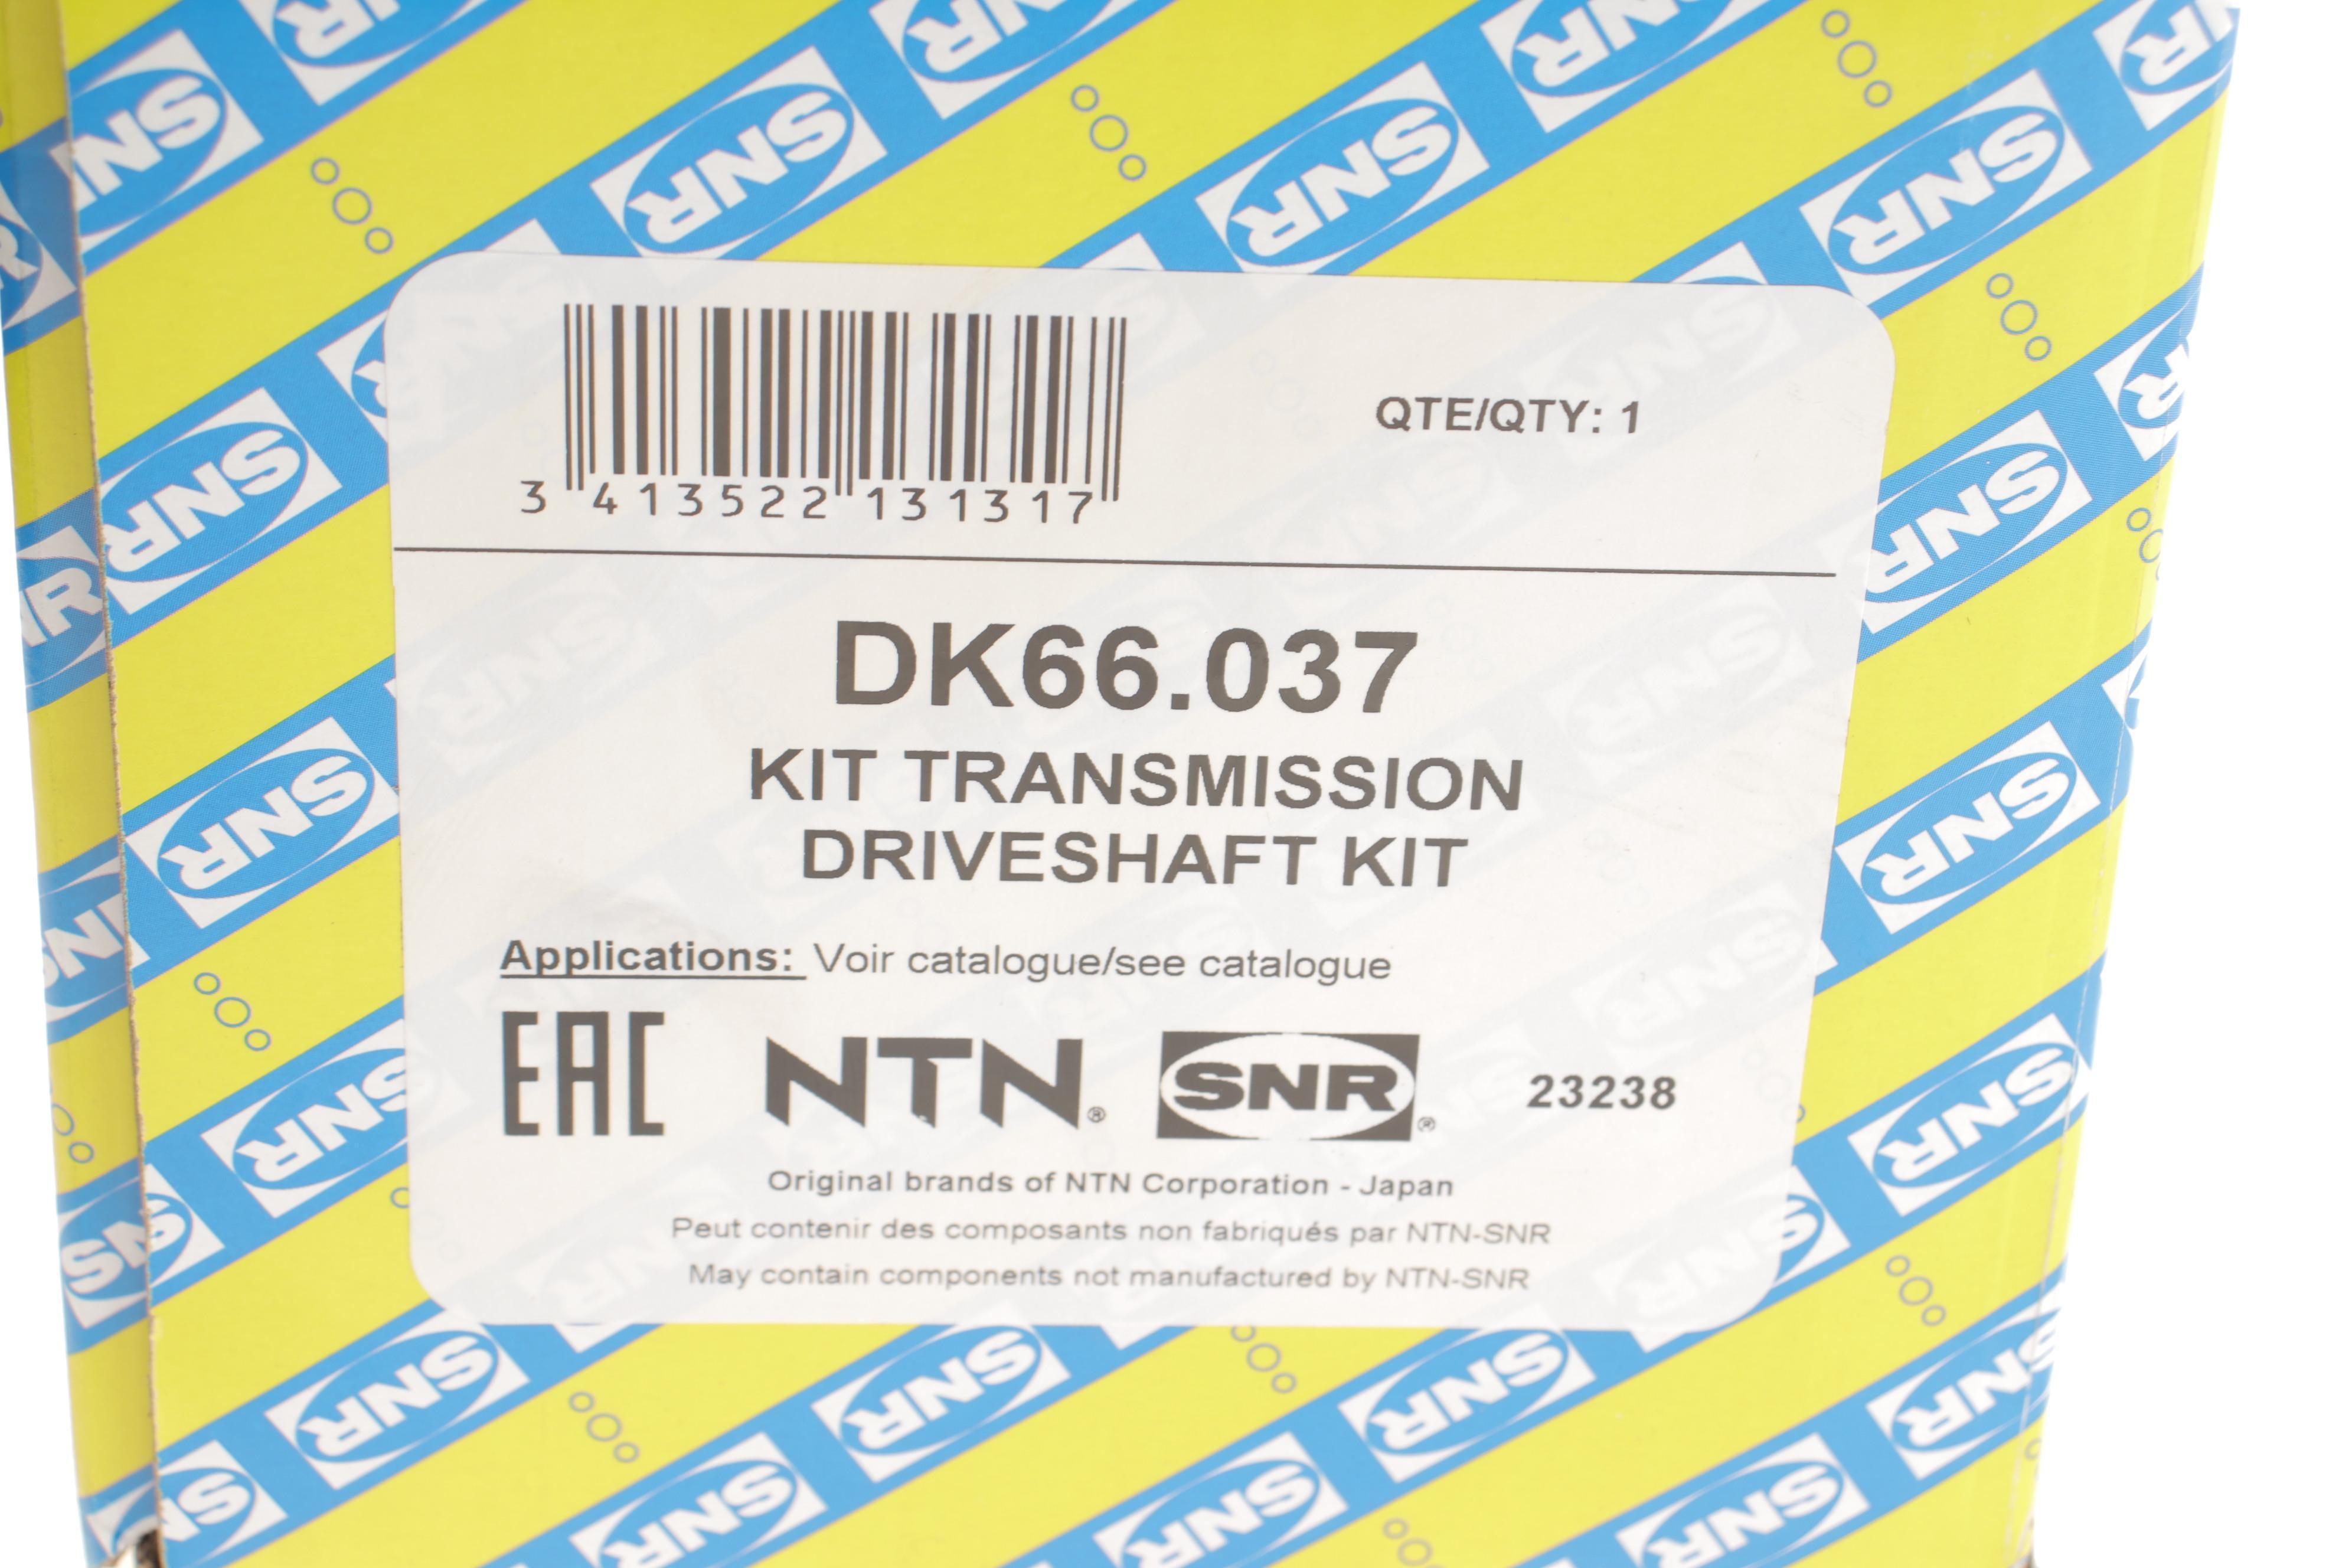 3 413522 131317
QTE/QTY: 1
DK66.037
KIT TRANSMISSION
DRIVESHAFT KIT
Applications: Voir catalogue/see catalogue
EAC NTN® SNR® 23238
Original brands of NTN Corporation - Japan
Peut contenir des composants non fabriqués par NTN-SNR
May contain components not manufactured by NTN-SNR